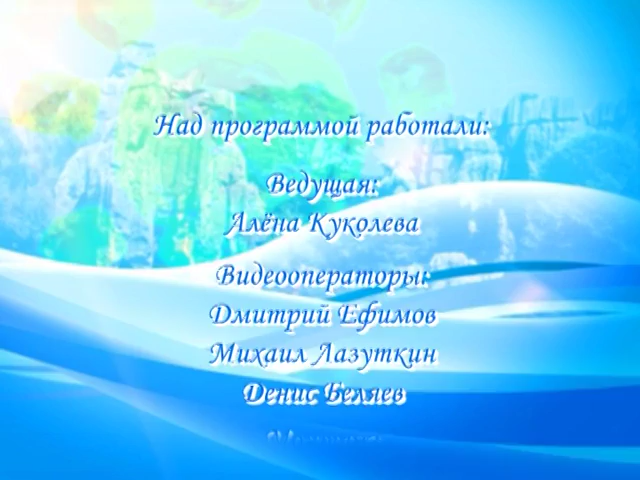 Над программой работали:
Ведущая:
Алёна Куколева
Видеооператоры:
Дмитрий Ефимов
Михаил Лазуткин
Денис Беляев